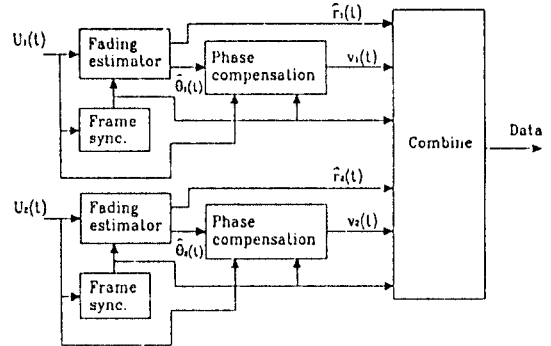 r̂₁(t)
U₁(t)
Fading
estimator
θ̂₁(t)
Phase
compensation
v₁(t)
Frame
sync.
Combine
Data
r̂₂(t)
U₂(t)
Fading
estimator
θ̂₂(t)
Phase
compensation
v₂(t)
Frame
sync.